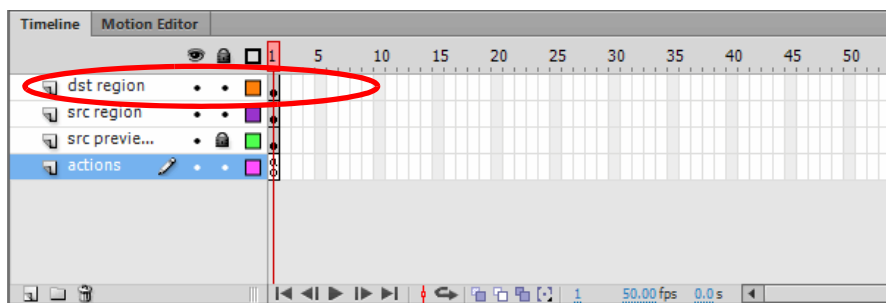 Timeline Motion Editor
1 5 10 15 20 25 30 35 40 45 50
dst region
src region
src previe...
actions
a
1 50.00 fps 0.0 s